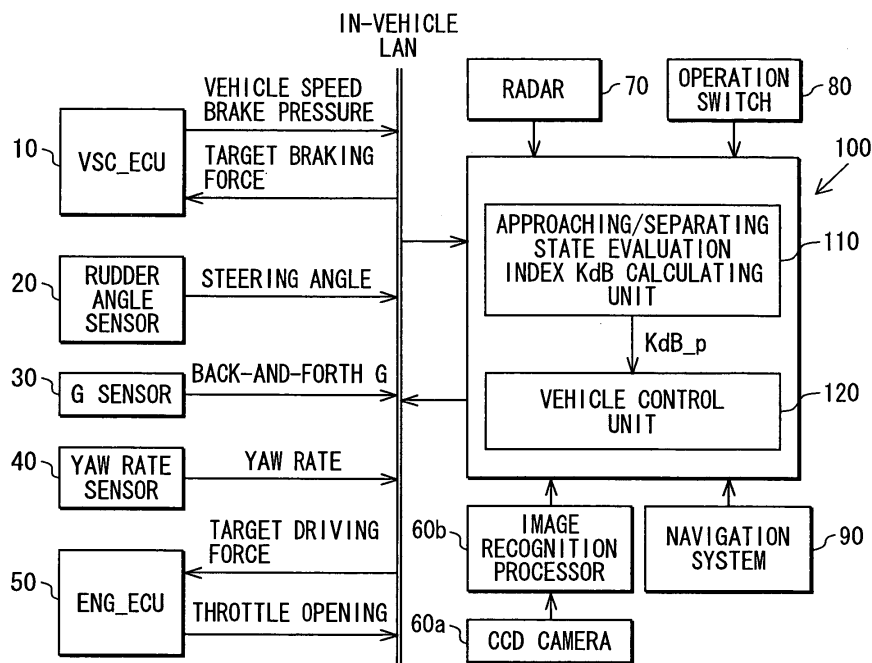 IN-VEHICLE
LAN
VEHICLE SPEED
BRAKE PRESSURE
10
VSC_ECU
TARGET BRAKING
FORCE
20
RUDDER
ANGLE
SENSOR
STEERING ANGLE
30
G SENSOR
BACK-AND-FORTH G
40
YAW RATE
SENSOR
YAW RATE
TARGET DRIVING
FORCE
50
ENG_ECU
THROTTLE OPENING
RADAR
70
OPERATION
SWITCH
80
100
APPROACHING/SEPARATING
STATE EVALUATION
INDEX KdB CALCULATING
UNIT
110
KdB_p
VEHICLE CONTROL
UNIT
120
60b
IMAGE
RECOGNITION
PROCESSOR
NAVIGATION
SYSTEM
90
60a
CCD CAMERA